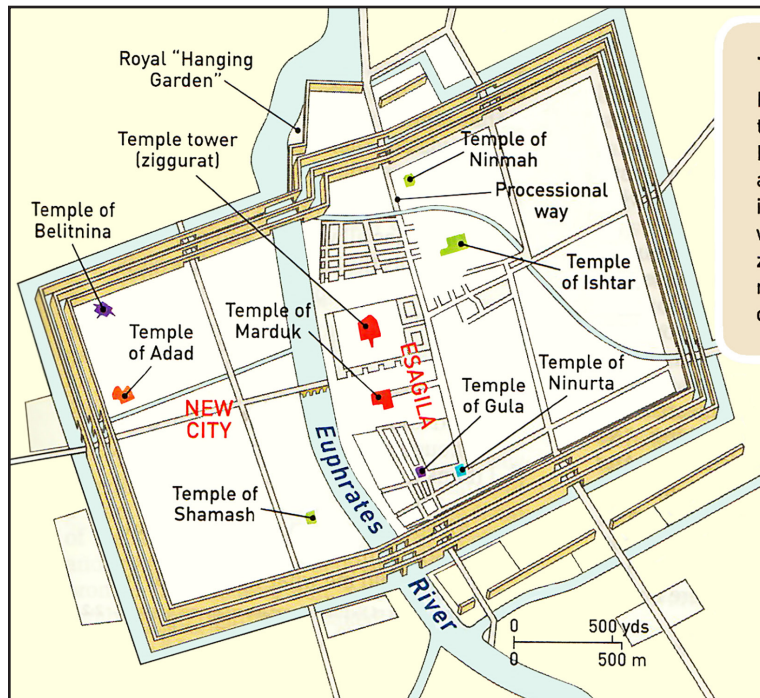 Royal "Hanging
Garden"
Temple tower
(ziggurat)
Temple of
Ninmah
Processional
way
Temple of
Belitnina
Temple
of Ishtar
Temple of
Marduk
Temple
of Adad
ESAGILA
Temple of
Ninurta
Temple
of Gula
NEW
CITY
Euphrates
River
Temple of
Shamash
0 500 yds
0 500 m